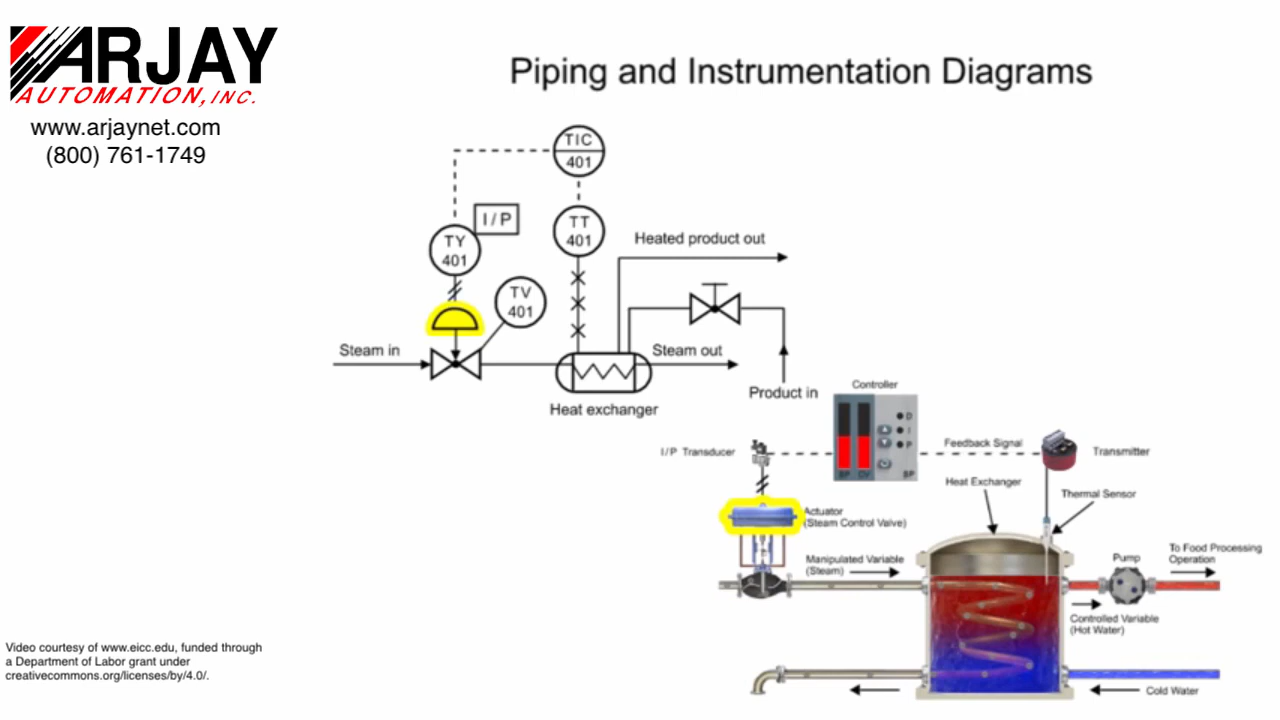 ARJAY
AUTOMATION, INC.
www.arjaynet.com
(800) 761-1749
Piping and Instrumentation Diagrams
TIC
401
I / P
TT
401
TY
401
TV
401
Heated product out
Steam in
Steam out
Product in
Heat exchanger
Controller
D
I
P
SP CV SP
I/P Transducer
Feedback Signal
Transmitter
Heat Exchanger
Thermal Sensor
Actuator
(Steam Control Valve)
Manipulated Variable
(Steam)
Pump
To Food Processing
Operation
Controlled Variable
(Hot Water)
Cold Water
Video courtesy of www.eicc.edu, funded through
a Department of Labor grant under
creativecommons.org/licenses/by/4.0/.